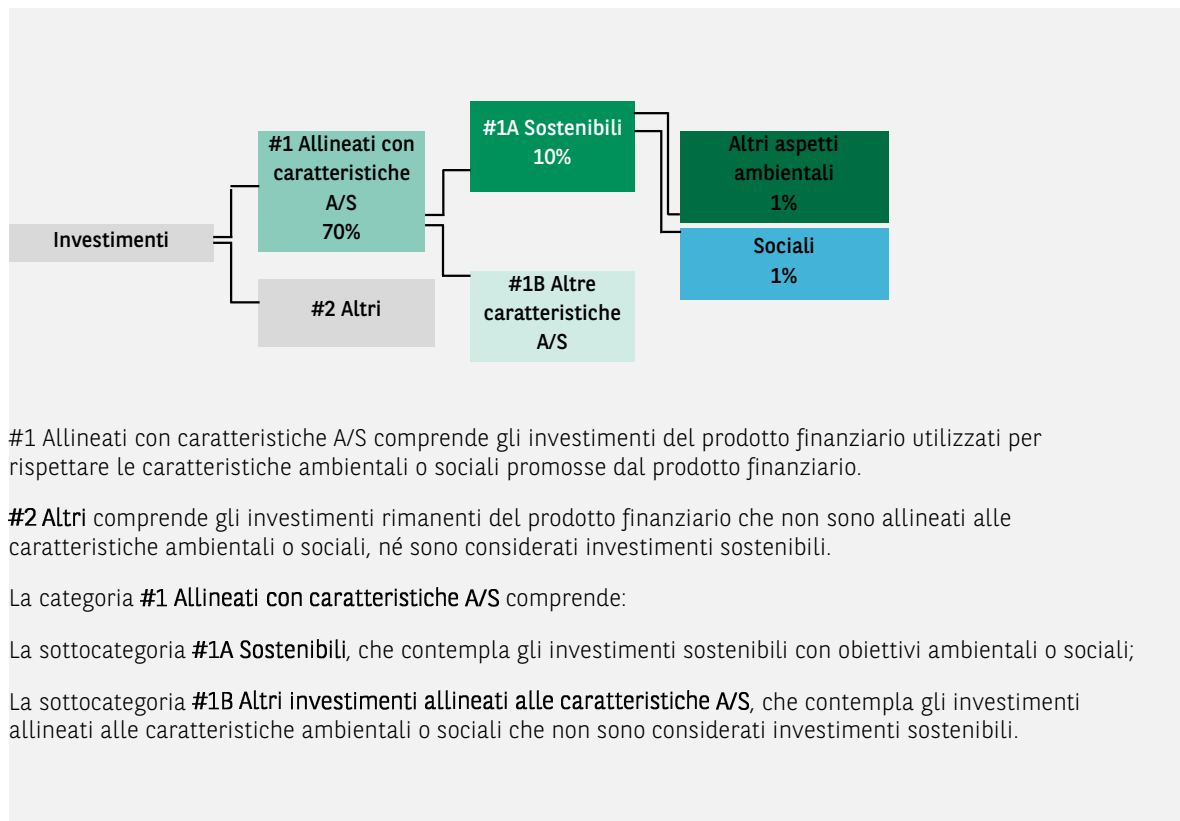 #1 Allineati con
caratteristiche
A/S
70%
#1A Sostenibili
10%
Altri aspetti
ambientali
1%
Investimenti
Sociali
1%
#2 Altri
#1B Altre
caratteristiche
A/S
#1 Allineati con caratteristiche A/S comprende gli investimenti del prodotto finanziario utilizzati per
rispettare le caratteristiche ambientali o sociali promosse dal prodotto finanziario.
#2 Altri comprende gli investimenti rimanenti del prodotto finanziario che non sono allineati alle
caratteristiche ambientali o sociali, né sono considerati investimenti sostenibili.
La categoria #1 Allineati con caratteristiche A/S comprende:
La sottocategoria #1A Sostenibili, che contempla gli investimenti sostenibili con obiettivi ambientali o sociali;
La sottocategoria #1B Altri investimenti allineati alle caratteristiche A/S, che contempla gli investimenti
allineati alle caratteristiche ambientali o sociali che non sono considerati investimenti sostenibili.